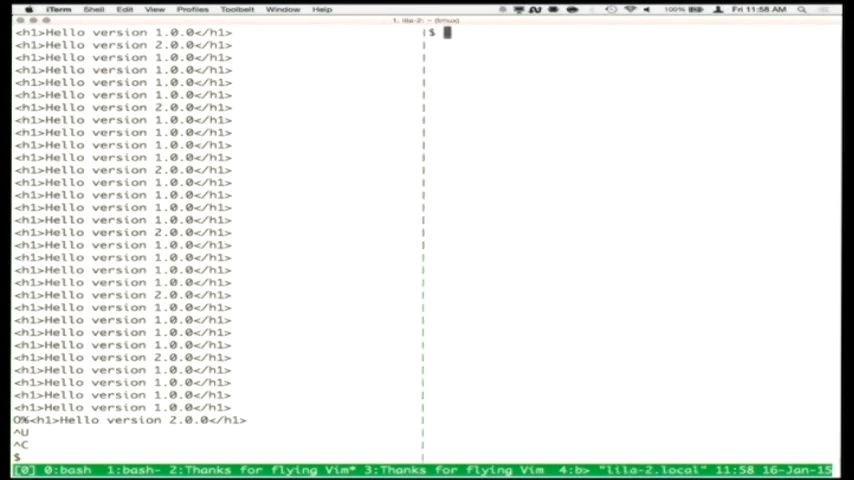 iTerm Shell Edit View Profiles Toolbelt Window Help 100% Fri 11:58 AM
1. lila-2: ~ (tmux)
<h1>Hello version 1.0.0</h1>
<h1>Hello version 2.0.0</h1>
<h1>Hello version 1.0.0</h1>
<h1>Hello version 1.0.0</h1>
<h1>Hello version 1.0.0</h1>
<h1>Hello version 1.0.0</h1>
<h1>Hello version 2.0.0</h1>
<h1>Hello version 1.0.0</h1>
<h1>Hello version 1.0.0</h1>
<h1>Hello version 1.0.0</h1>
<h1>Hello version 1.0.0</h1>
<h1>Hello version 2.0.0</h1>
<h1>Hello version 1.0.0</h1>
<h1>Hello version 1.0.0</h1>
<h1>Hello version 1.0.0</h1>
<h1>Hello version 1.0.0</h1>
<h1>Hello version 2.0.0</h1>
<h1>Hello version 1.0.0</h1>
<h1>Hello version 1.0.0</h1>
<h1>Hello version 1.0.0</h1>
<h1>Hello version 1.0.0</h1>
<h1>Hello version 2.0.0</h1>
<h1>Hello version 1.0.0</h1>
<h1>Hello version 1.0.0</h1>
<h1>Hello version 1.0.0</h1>
<h1>Hello version 1.0.0</h1>
<h1>Hello version 2.0.0</h1>
<h1>Hello version 1.0.0</h1>
<h1>Hello version 1.0.0</h1>
<h1>Hello version 1.0.0</h1>
<h1>Hello version 1.0.0</h1>
O%<h1>Hello version 2.0.0</h1>
^U
^C
$
$
[0] 0:bash 1:bash- 2:Thanks for flying Vim* 3:Thanks for flying Vim 4:b> "lila-2.local" 11:58 16-Jan-15